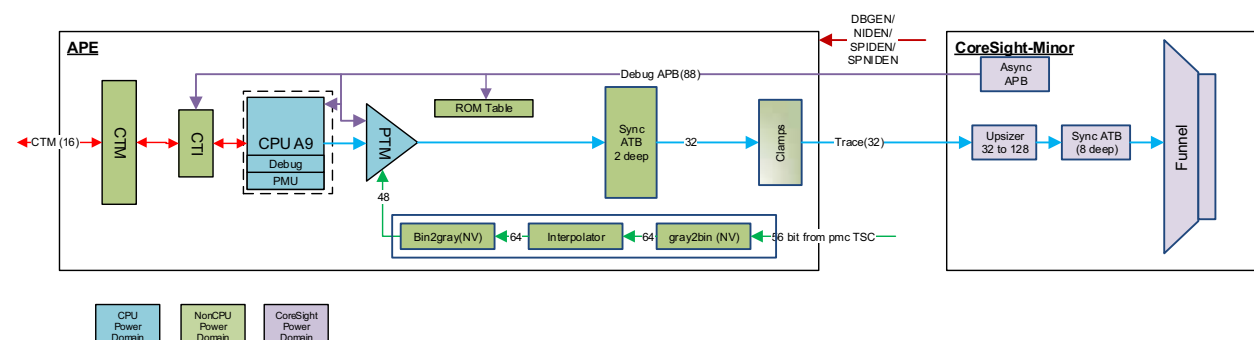 DBGEN/
NIDEN/
SPIDEN/
SPNIDEN
APE
CoreSight-Minor
Async
APB
Debug APB(88)
ROM Table
CTM (16)
CTM
CTI
CPU A9
Debug
PMU
PTM
Sync
ATB
2 deep
32
Clamps
Trace(32)
Upsizer
32 to 128
Sync ATB
(8 deep)
Funnel
48
Bin2gray(NV)
64
Interpolator
64
gray2bin (NV)
56 bit from pmc TSC
CPU
Power
Domain
NonCPU
Power
Domain
CoreSight
Power
Domain